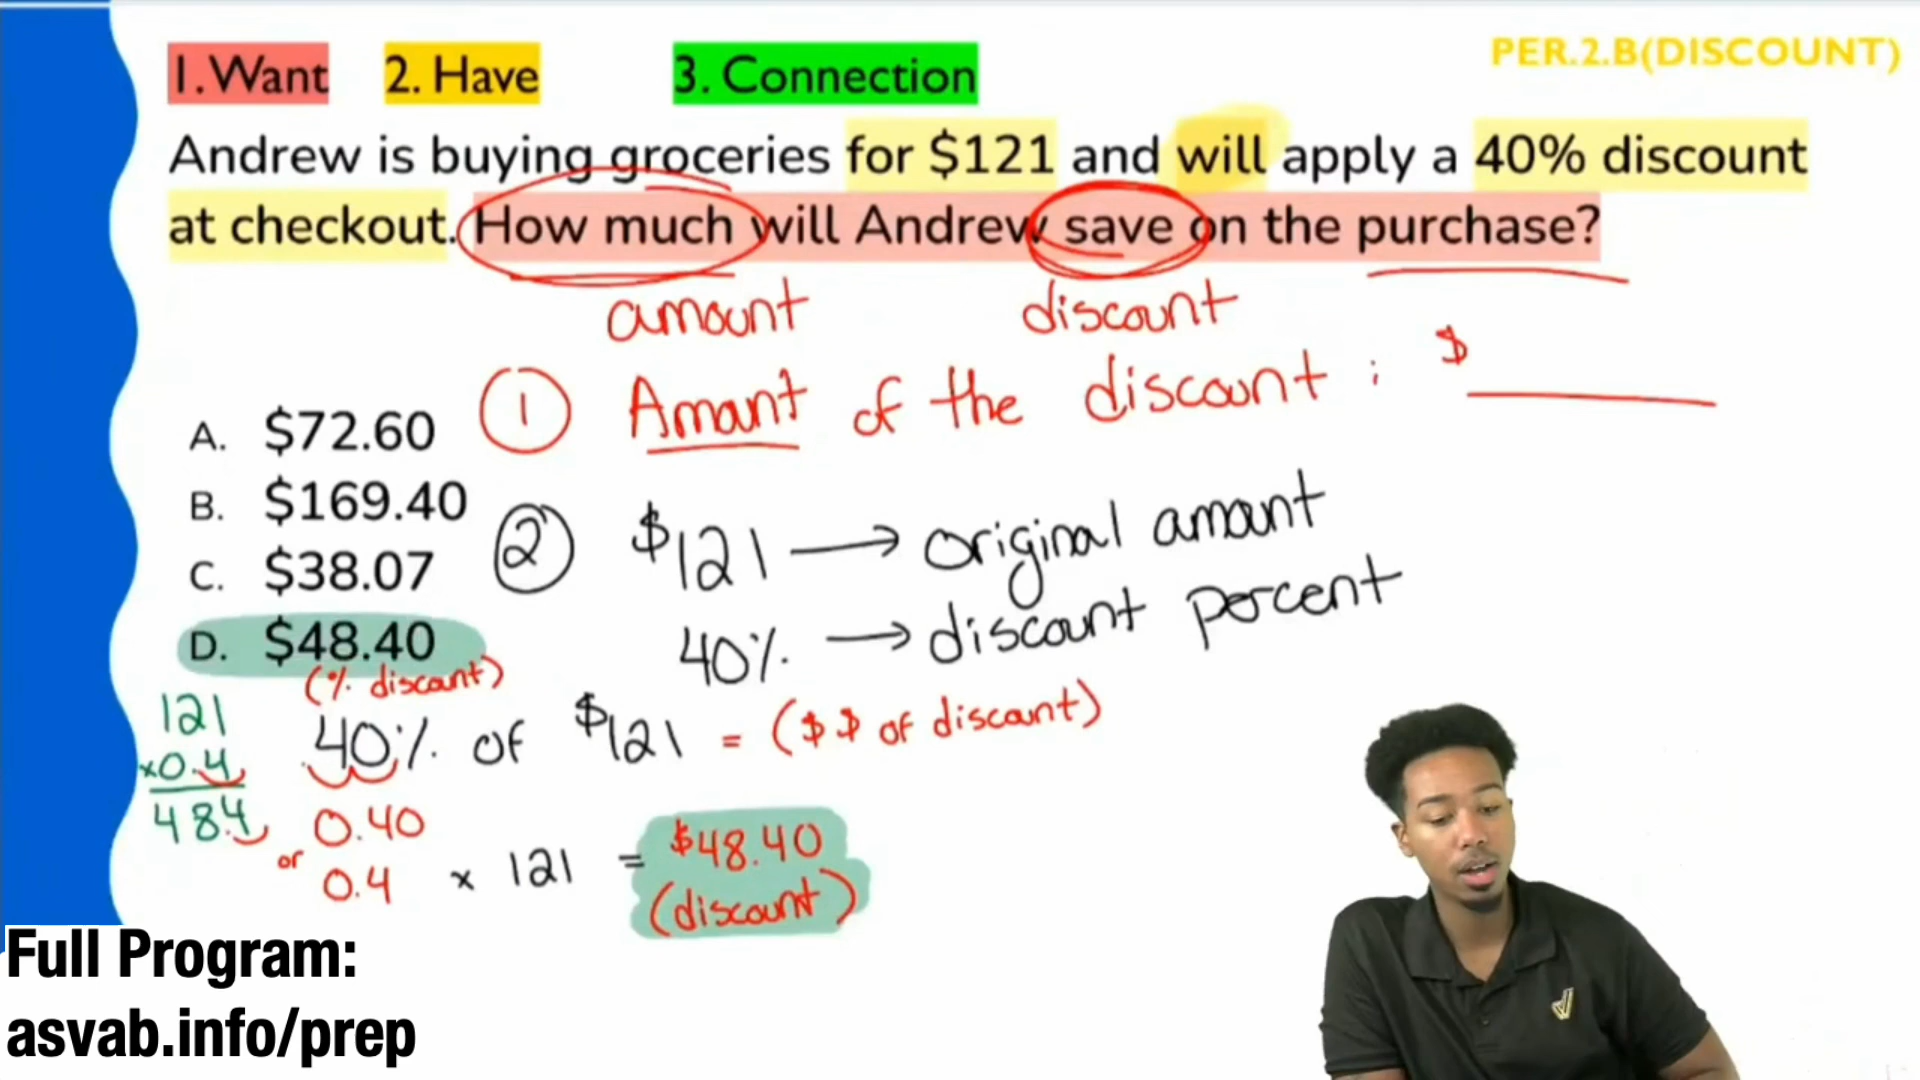 1. Want 2. Have 3. Connection
PER.2.B(DISCOUNT)
Andrew is buying groceries for $121 and will apply a 40% discount
at checkout. How much will Andrew save on the purchase?
amount discount
1 Amount of the discount : $
A. $72.60
B. $169.40
C. $38.07
D. $48.40
2 $121 → original amount
40% → discount percent
(% discount)
40% of $121 = ($$ of discount)
121
×0.4
48.4
0.40
or
0.4 × 121 = $48.40
(discount)
Full Program:
asvab.info/prep